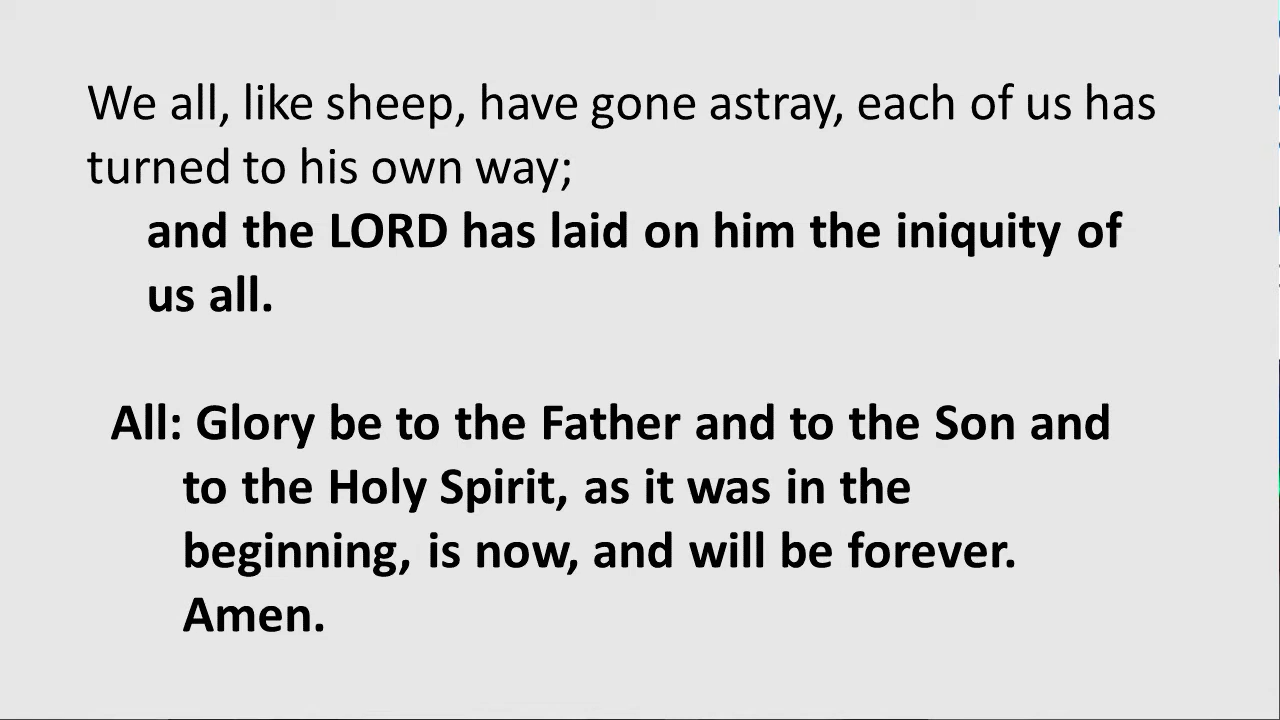 We all, like sheep, have gone astray, each of us has
turned to his own way;
and the LORD has laid on him the iniquity of
us all.
All: Glory be to the Father and to the Son and
to the Holy Spirit, as it was in the
beginning, is now, and will be forever.
Amen.